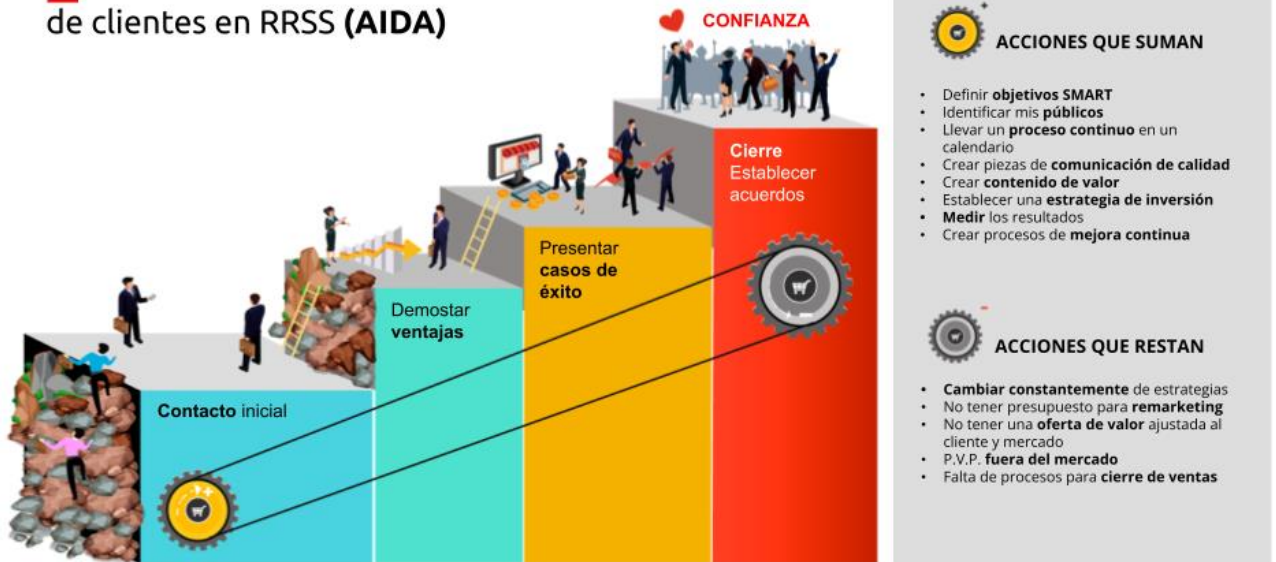 de clientes en RRSS (AIDA)
CONFIANZA
Cierre
Establecer
acuerdos
Presentar
casos de
éxito
Demostar
ventajas
Contacto inicial
ACCIONES QUE SUMAN
• Definir objetivos SMART
• Identificar mis públicos
• Llevar un proceso continuo en un
calendario
• Crear piezas de comunicación de calidad
• Crear contenido de valor
• Establecer una estrategia de inversión
• Medir los resultados
• Crear procesos de mejora continua
ACCIONES QUE RESTAN
• Cambiar constantemente de estrategias
• No tener presupuesto para remarketing
• No tener una oferta de valor ajustada al
cliente y mercado
• P.V.P. fuera del mercado
• Falta de procesos para cierre de ventas